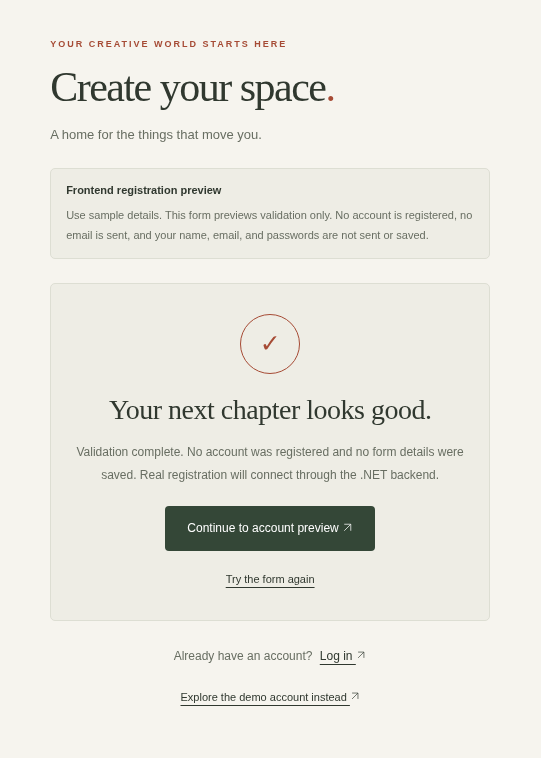 YOUR CREATIVE WORLD STARTS HERE
Create your space.
A home for the things that move you.
Frontend registration preview
Use sample details. This form previews validation only. No account is registered, no
email is sent, and your name, email, and passwords are not sent or saved.
✓
Your next chapter looks good.
Validation complete. No account was registered and no form details were
saved. Real registration will connect through the .NET backend.
Continue to account preview ↗
Try the form again
Already have an account? Log in ↗
Explore the demo account instead ↗